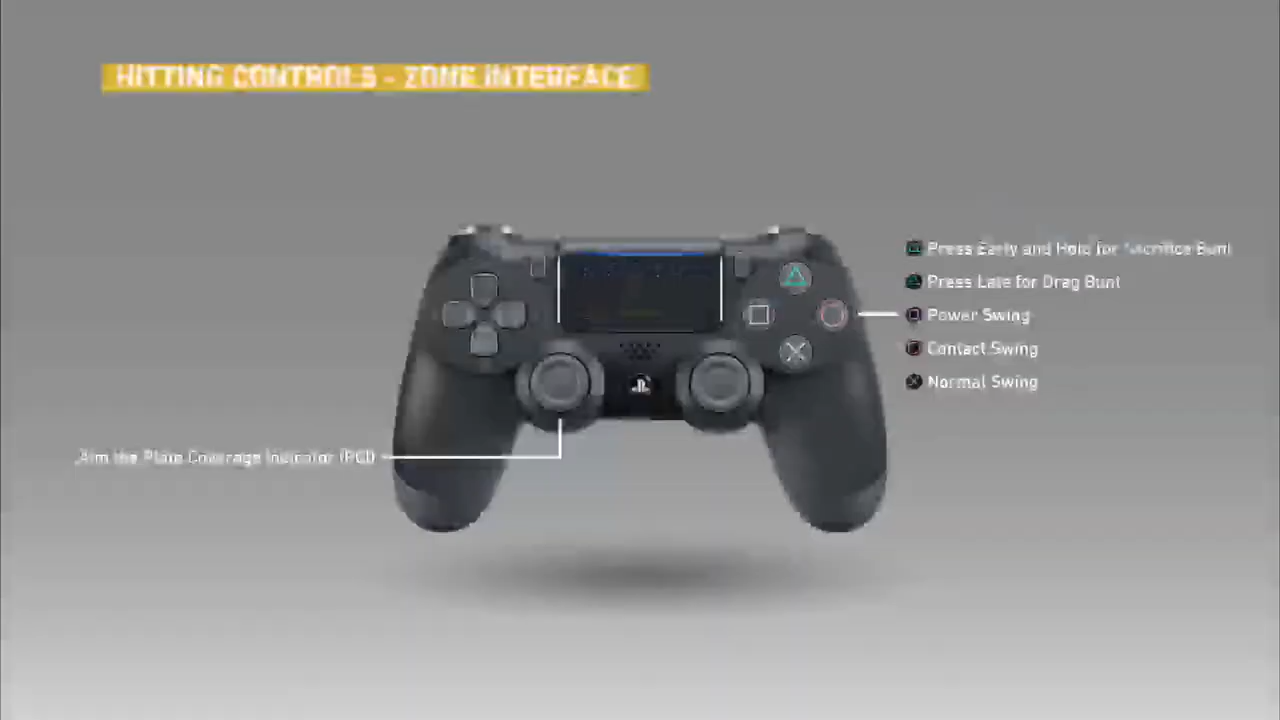 HITTING CONTROLS - ZONE INTERFACE
Press Early and Hold for Sacrifice Bunt
Press Late for Drag Bunt
Power Swing
Contact Swing
Normal Swing
Aim the Plate Coverage Indicator (PCI)